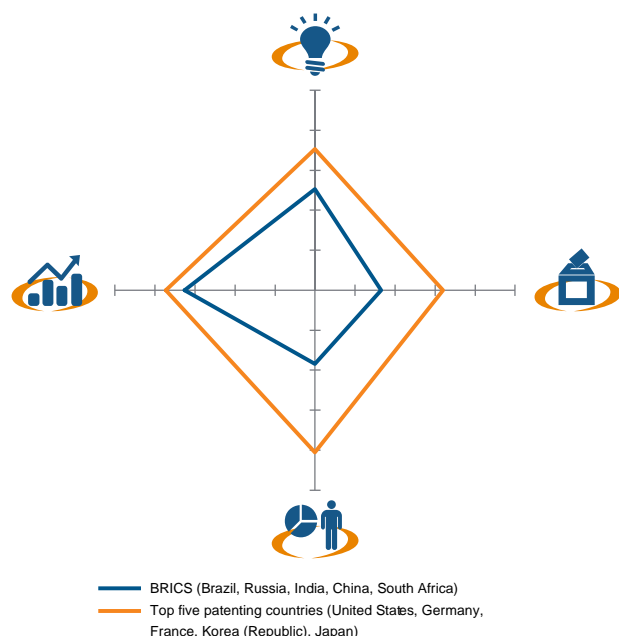 BRICS (Brazil, Russia, India, China, South Africa)
Top five patenting countries (United States, Germany,
France, Korea (Republic), Japan)